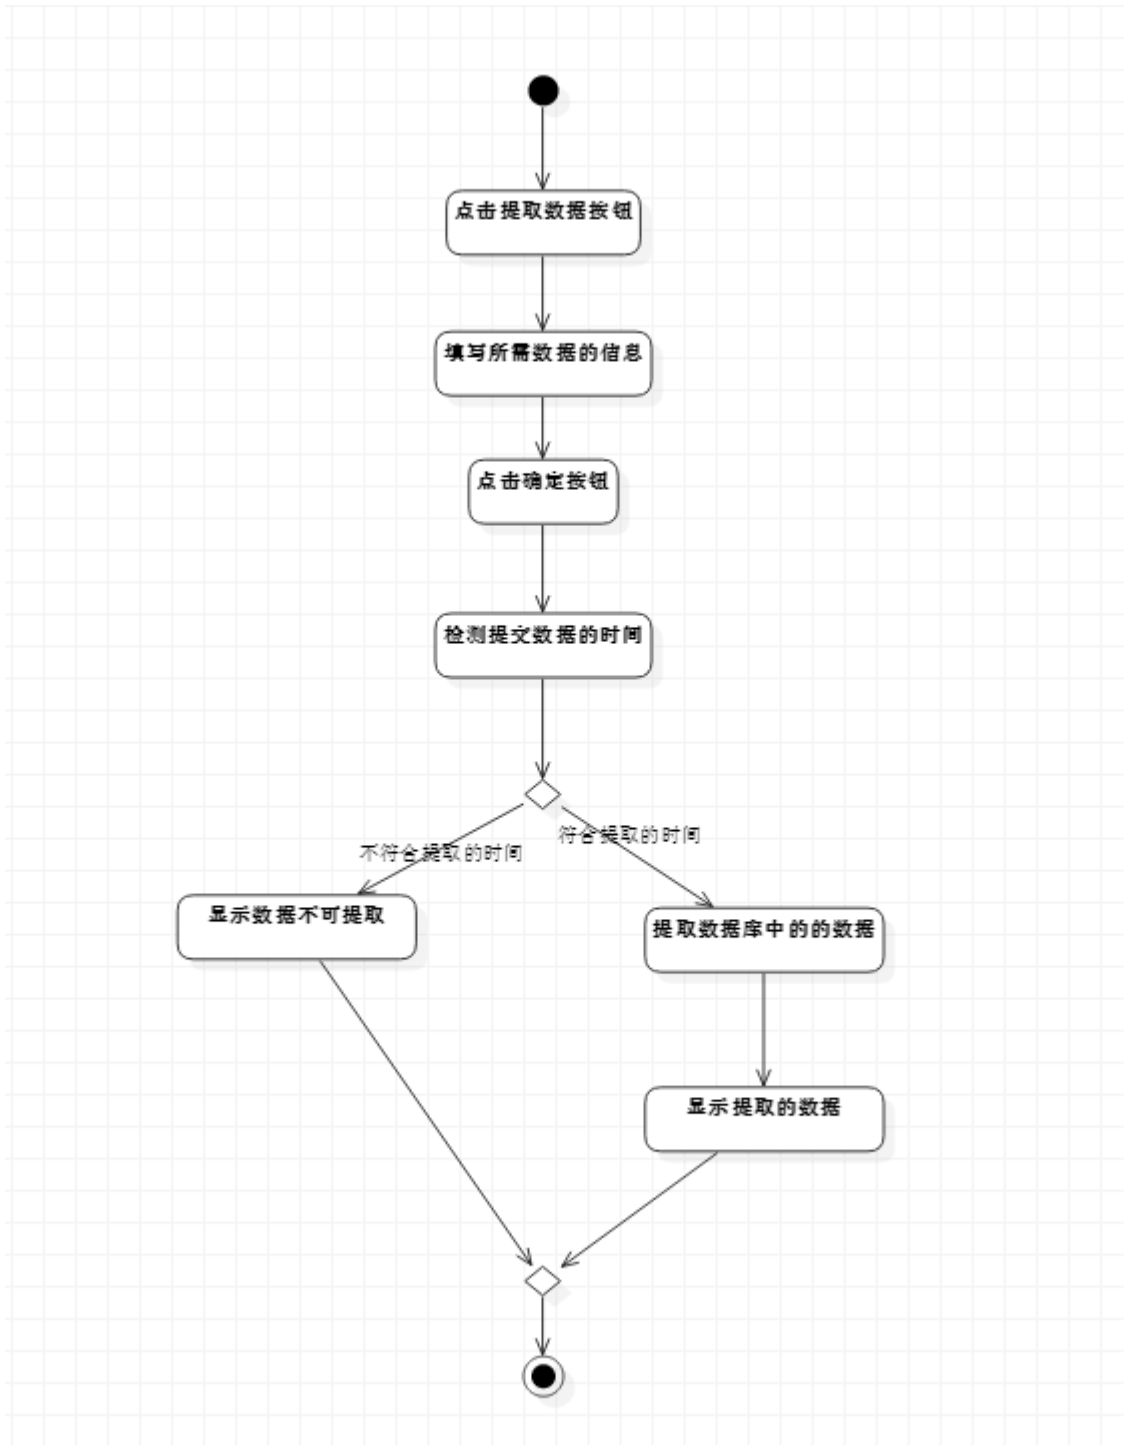 点击提取数据按钮
填写所需数据的信息
点击确定按钮
检测提交数据的时间
符合提取的时间
不符合提取的时间
显示数据不可提取
提取数据库中的的数据
显示提取的数据